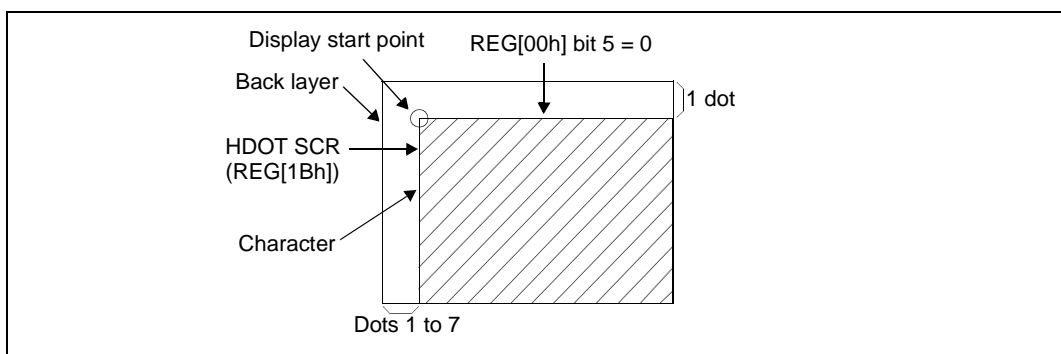 Display start point
REG[00h] bit 5 = 0
Back layer
1 dot
HDOT SCR
(REG[1Bh])
Character
Dots 1 to 7